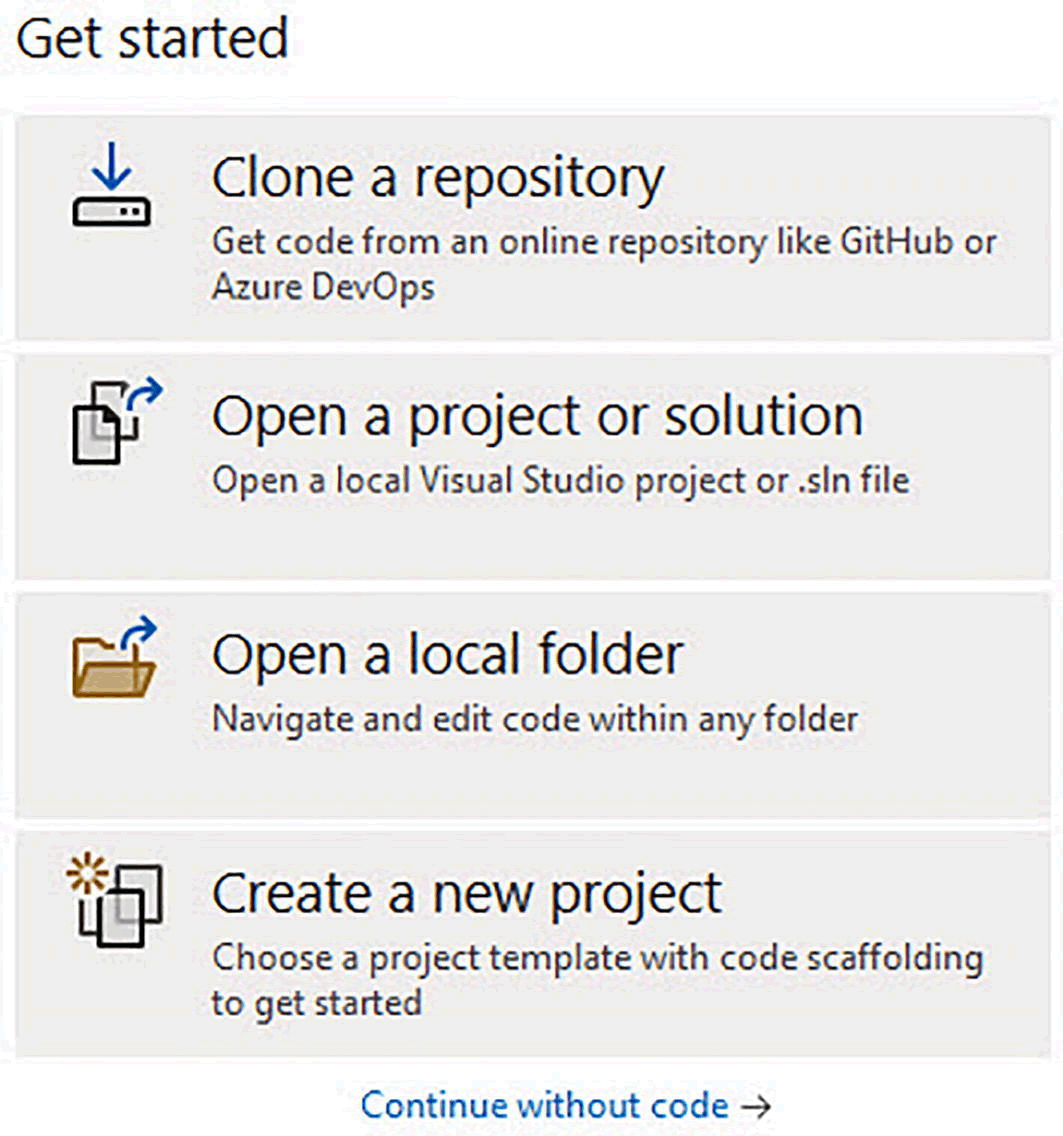 Get started
Clone a repository
Get code from an online repository like GitHub or
Azure DevOps
Open a project or solution
Open a local Visual Studio project or .sln file
Open a local folder
Navigate and edit code within any folder
Create a new project
Choose a project template with code scaffolding
to get started
Continue without code →